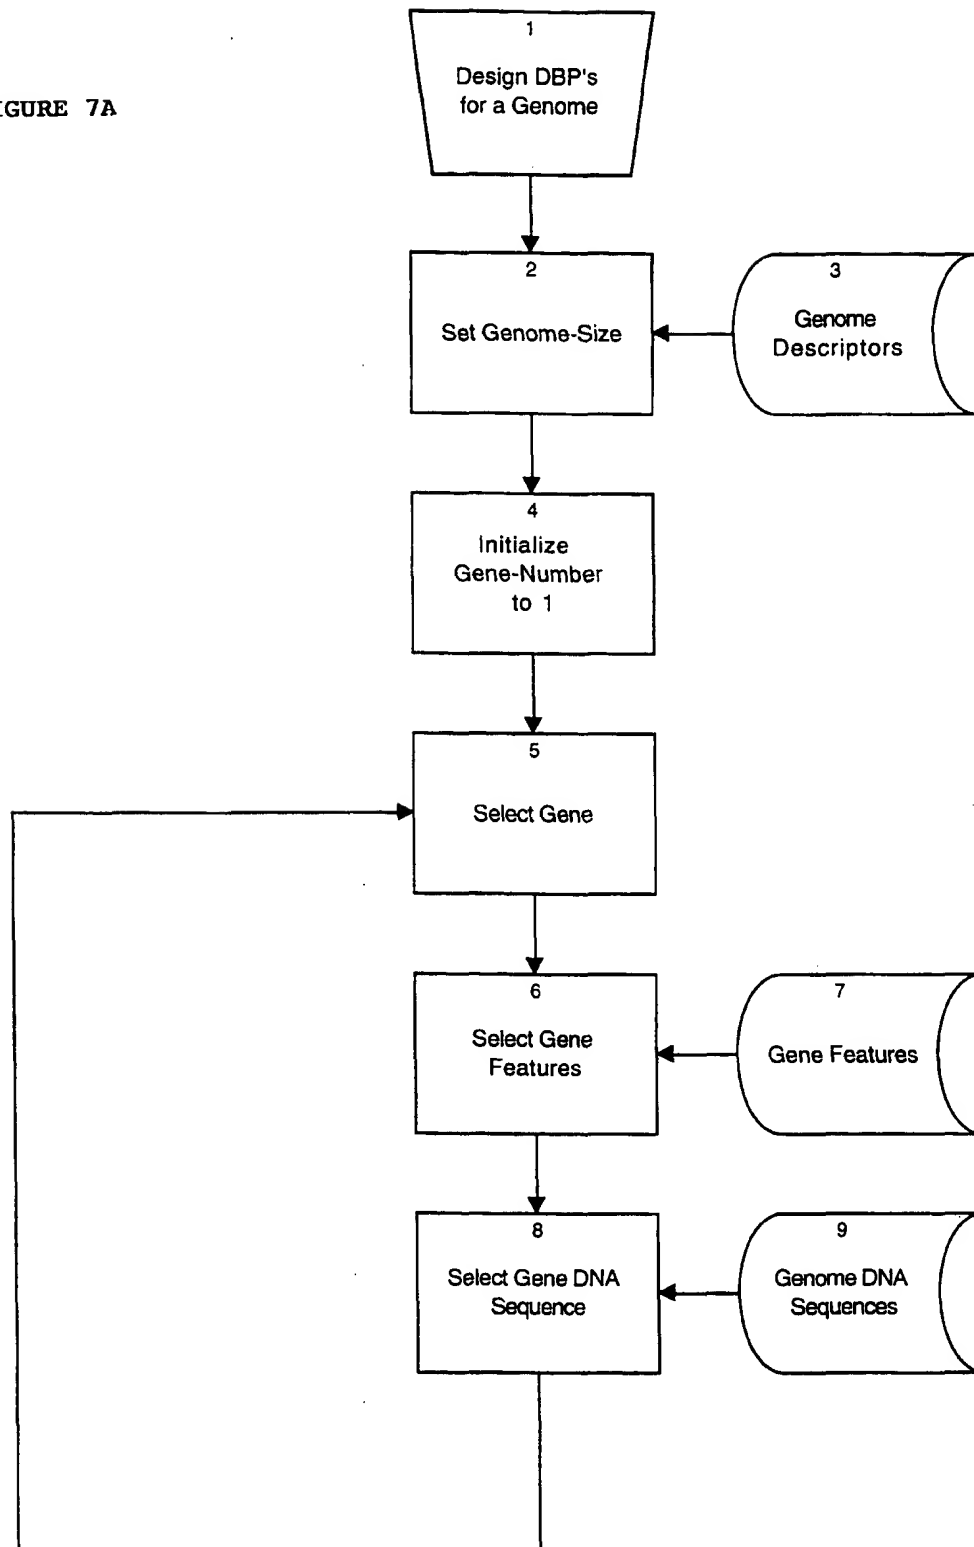 IGURE 7A
1
Design DBP's
for a Genome
2
Set Genome-Size
3
Genome
Descriptors
4
Initialize
Gene-Number
to 1
5
Select Gene
6
Select Gene
Features
7
Gene Features
8
Select Gene DNA
Sequence
9
Genome DNA
Sequences